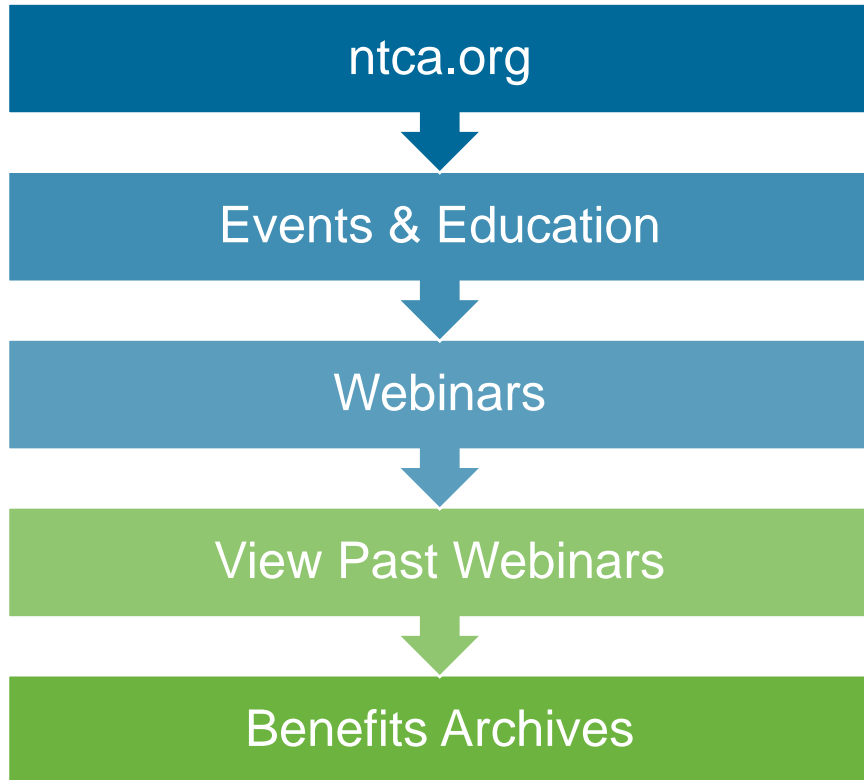 ntca.org
Events & Education
Webinars
View Past Webinars
Benefits Archives